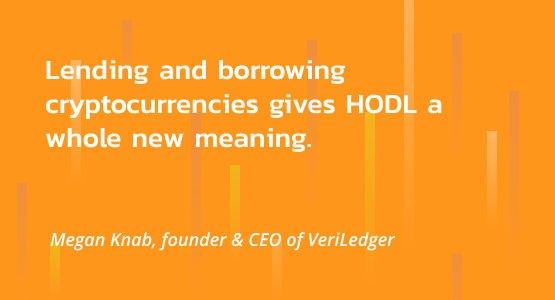 Lending and borrowing
cryptocurrencies gives HODL a
whole new meaning.
Megan Knab, founder & CEO of VeriLedger